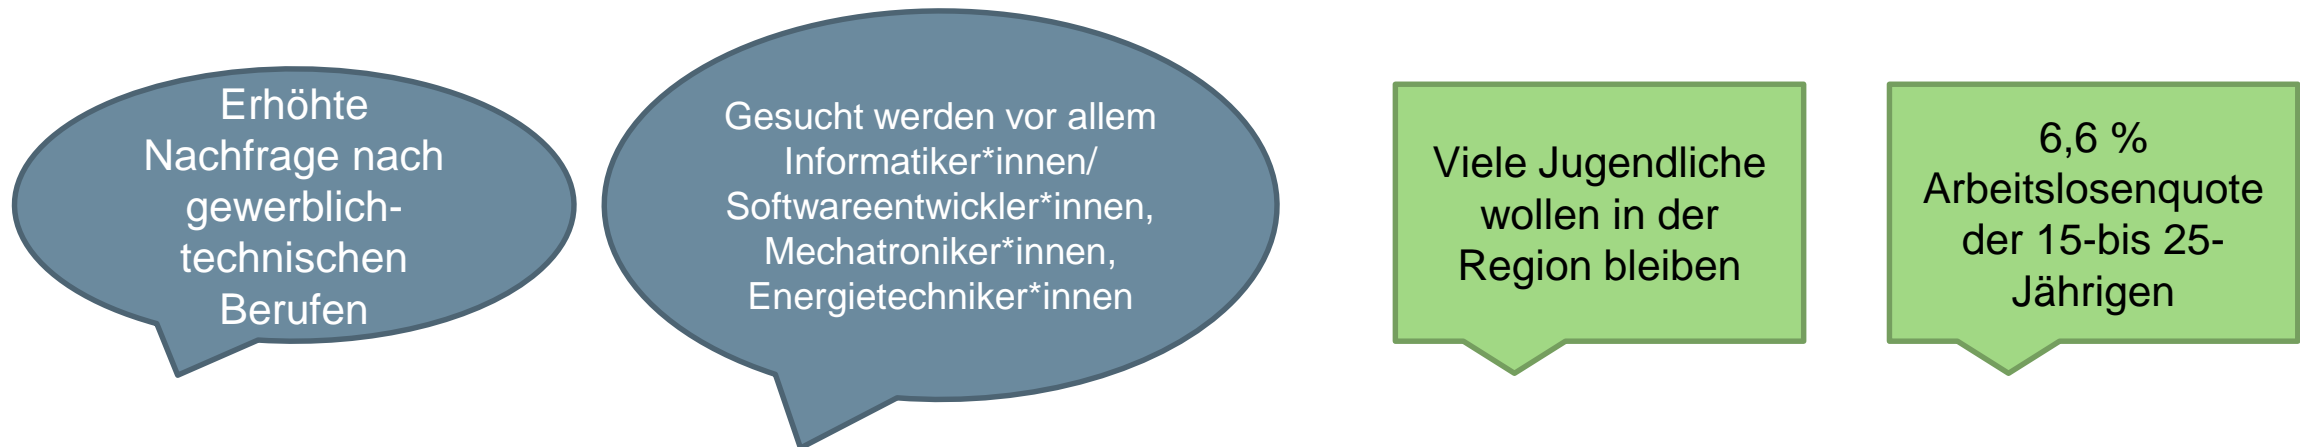 Erhöhte
Nachfrage nach
gewerblich-
technischen
Berufen
Gesucht werden vor allem
Informatiker*innen/
Softwareentwickler*innen,
Mechatroniker*innen,
Energietechniker*innen
Viele Jugendliche
wollen in der
Region bleiben
6,6 %
Arbeitslosenquote
der 15-bis 25-
Jährigen